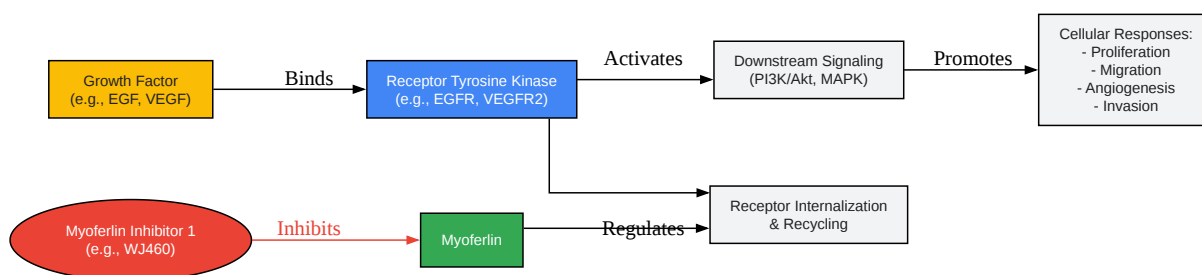 Growth Factor
(e.g., EGF, VEGF)
Binds
Receptor Tyrosine Kinase
(e.g., EGFR, VEGFR2)
Activates
Downstream Signaling
(PI3K/Akt, MAPK)
Promotes
Cellular Responses:
- Proliferation
- Migration
- Angiogenesis
- Invasion
Myoferlin Inhibitor 1
(e.g., WJ460)
Inhibits
Myoferlin
Regulates
Receptor Internalization
& Recycling